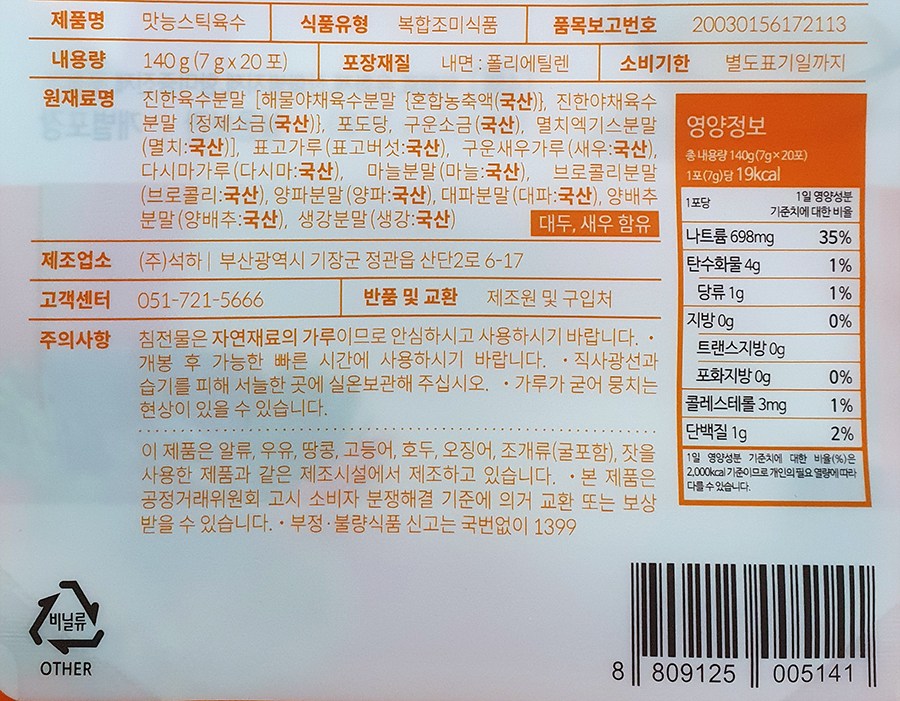 제품명 맛능스틱육수 식품유형 복합조미식품 품목보고번호 20030156172113
내용량 140 g (7 g x 20 포) 포장재질 내면 : 폴리에틸렌 소비기한 별도표기일까지
원재료명 진한육수분말 [해물야채육수분말 {혼합농축액(국산)}, 진한야채육수
분말 {정제소금(국산)}, 포도당, 구운소금(국산), 멸치엑기스분말
(멸치:국산)], 표고가루(표고버섯:국산), 구운새우가루(새우:국산),
다시마가루(다시마:국산), 마늘분말(마늘:국산), 브로콜리분말
(브로콜리:국산), 양파분말(양파:국산), 대파분말(대파:국산), 양배추
분말(양배추:국산), 생강분말(생강:국산)
대두, 새우 함유
제조업소 (주)석하 | 부산광역시 기장군 정관읍 산단2로 6-17
고객센터 051-721-5666 반품 및 교환 제조원 및 구입처
주의사항 침전물은 자연재료의 가루이므로 안심하시고 사용하시기 바랍니다. •
개봉 후 가능한 빠른 시간에 사용하시기 바랍니다. • 직사광선과
습기를 피해 서늘한 곳에 실온보관해 주십시오. • 가루가 굳어 뭉치는
현상이 있을 수 있습니다.
이 제품은 알류, 우유, 땅콩, 고등어, 호두, 오징어, 조개류(굴포함), 잣을
사용한 제품과 같은 제조시설에서 제조하고 있습니다. • 본 제품은
공정거래위원회 고시 소비자 분쟁해결 기준에 의거 교환 또는 보상
받을 수 있습니다. • 부정·불량식품 신고는 국번없이 1399
영양정보
총 내용량 140g(7g×20포)
1포(7g)당 19kcal
1포당 1일 영양성분
기준치에 대한 비율
나트륨 698mg 35%
탄수화물 4g 1%
당류 1g 1%
지방 0g 0%
트랜스지방 0g
포화지방 0g 0%
콜레스테롤 3mg 1%
단백질 1g 2%
1일 영양성분 기준치에 대한 비율(%)은
2,000kcal 기준이므로 개인의 필요 열량에 따라
다를 수 있습니다.
비닐류
OTHER
8 809125 005141